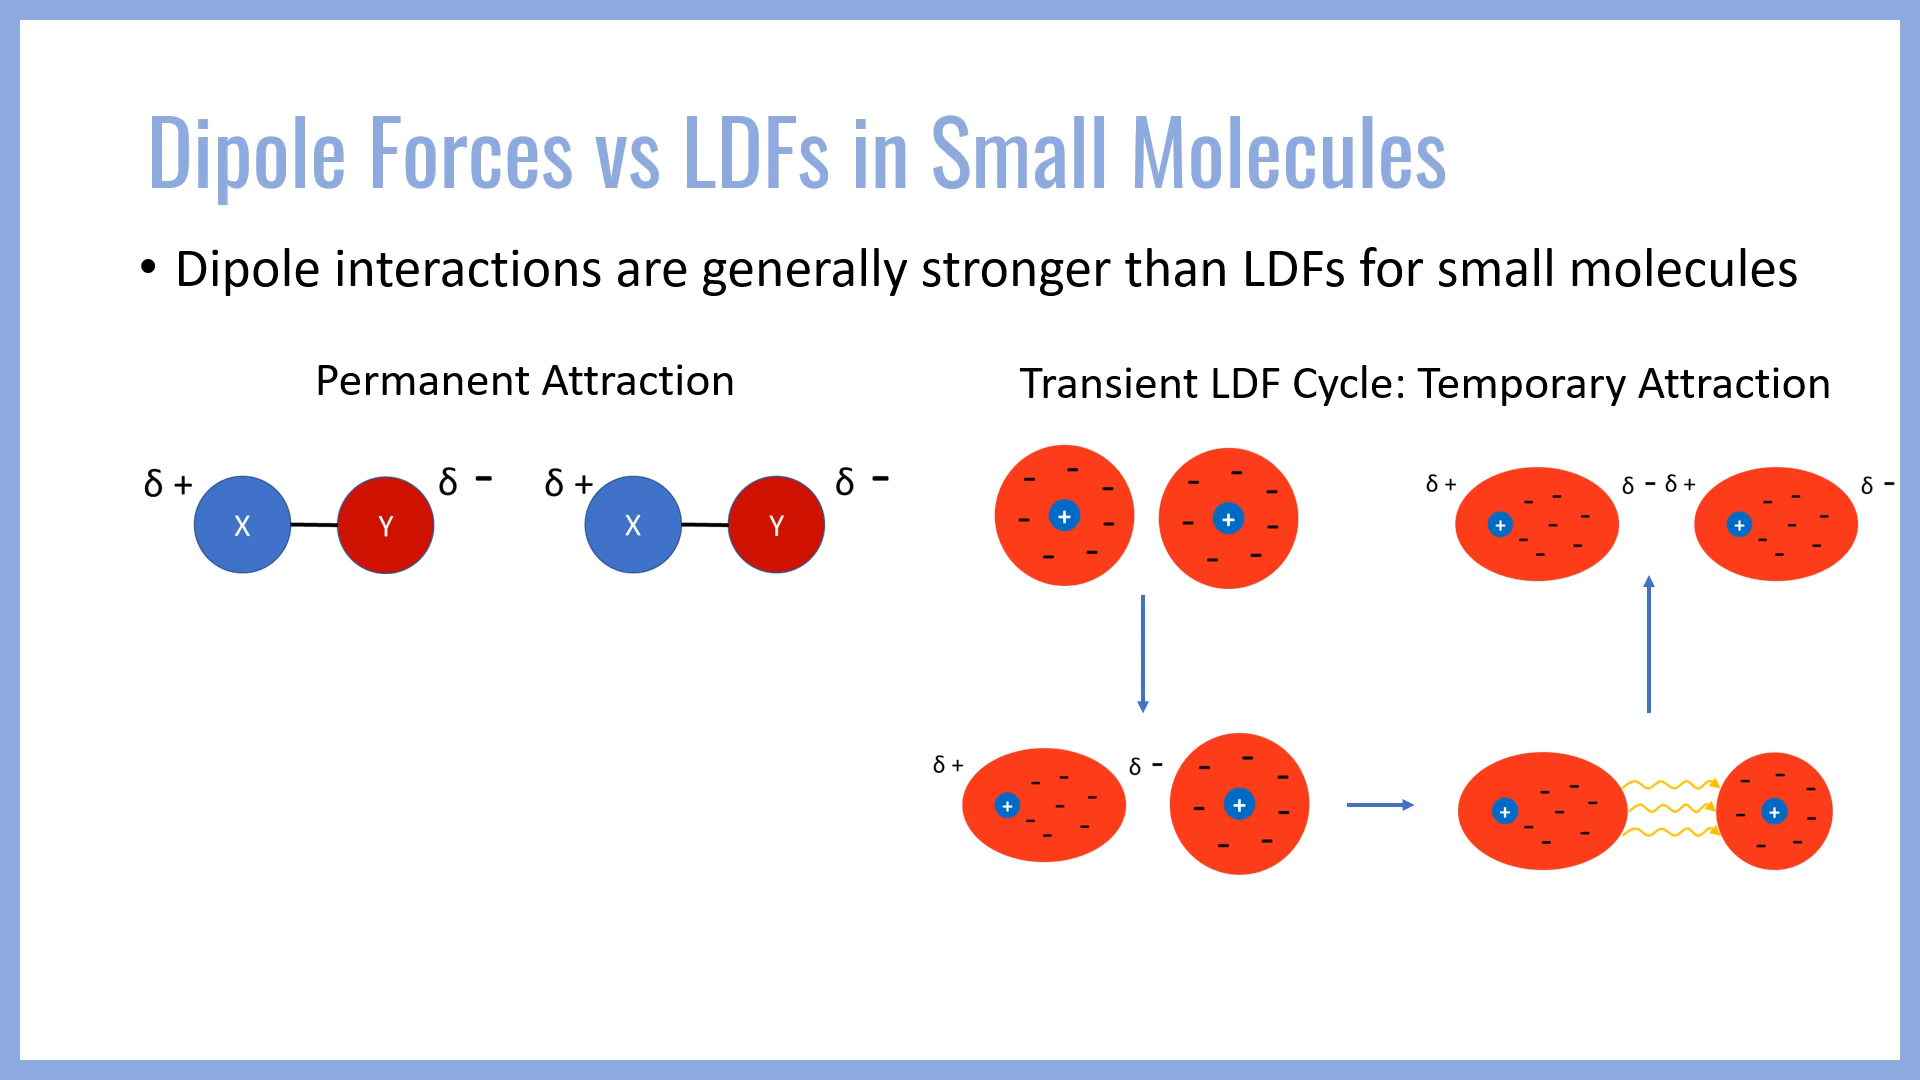 Dipole Forces vs LDFs in Small Molecules
• Dipole interactions are generally stronger than LDFs for small molecules
Permanent Attraction
δ + X Y δ - δ + X Y δ -
Transient LDF Cycle: Temporary Attraction
- - - - - - - +
- - - - - - - +
δ + + - - - - - - - - δ - δ + + - - - - - - - - δ -
δ + + - - - - - - - - δ -
- - - - - - - +
+ - - - - - - - -
- - - - - - - - +